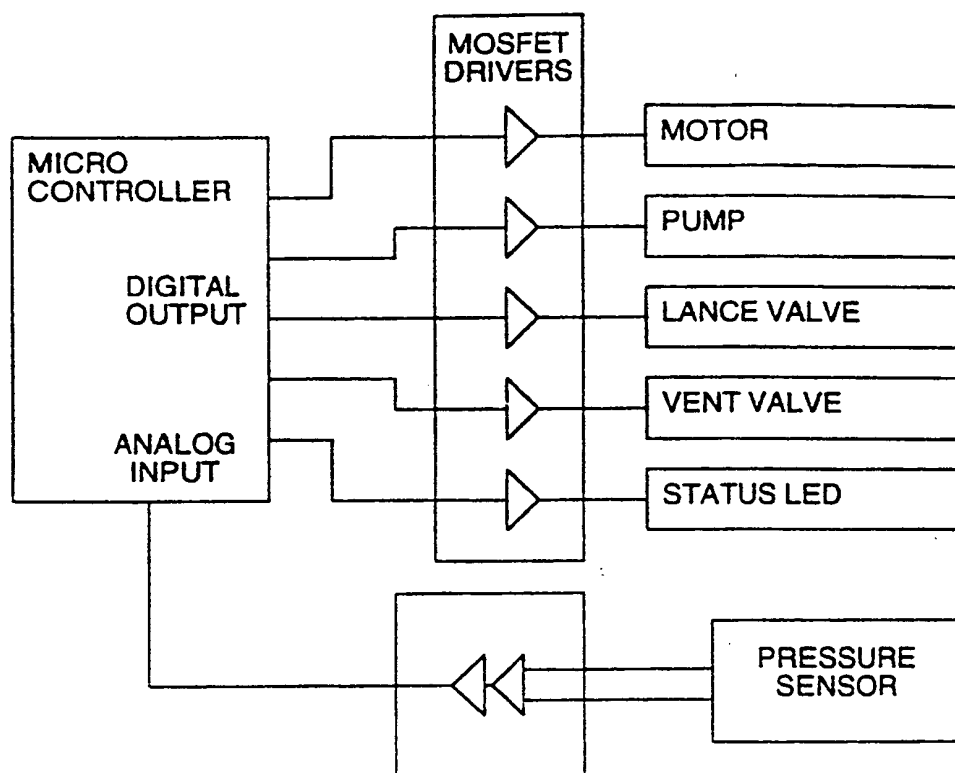 MOSFET
DRIVERS
MOTOR
MICRO
CONTROLLER
PUMP
DIGITAL
OUTPUT
LANCE VALVE
VENT VALVE
ANALOG
INPUT
STATUS LED
PRESSURE
SENSOR